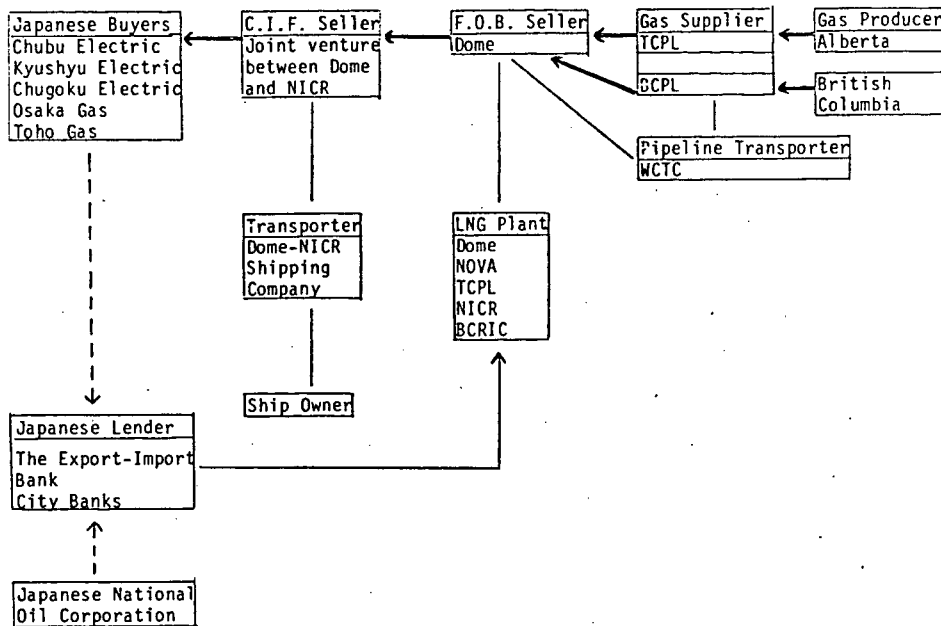 Japanese Buyers
Chubu Electric
Kyushyu Electric
Chugoku Electric
Osaka Gas
Toho Gas
C.I.F. Seller
Joint venture
between Dome
and NICR
F.O.B. Seller
Dome
Gas Supplier
TCPL
BCPL
Gas Producer
Alberta
British
Columbia
Pipeline Transporter
WCTC
Transporter
Dome-NICR
Shipping
Company
LNG Plant
Dome
NOVA
TCPL
NICR
BCRIC
Ship Owner
Japanese Lender
The Export-Import
Bank
City Banks
Japanese National
Oil Corporation